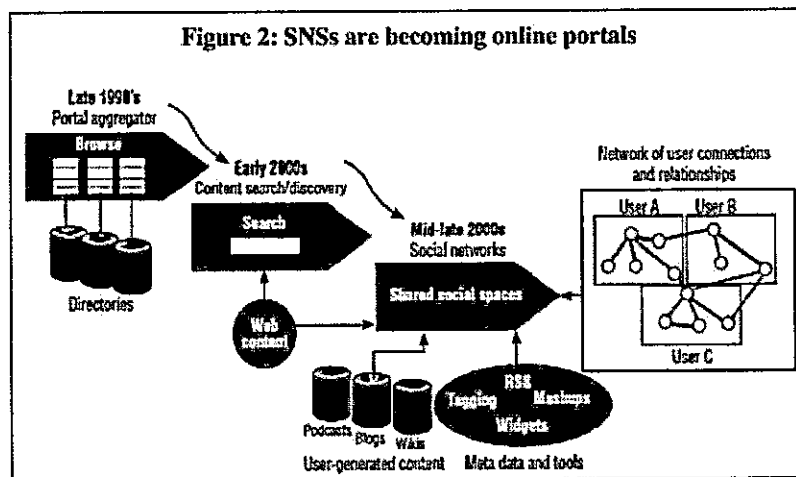 Figure 2: SNSs are becoming online portals
Late 1990's
Portal aggregator
Browse
Directories
Early 2000s
Content search/discovery
Search
Web
content
Mid-late 2000s
Social networks
Shared social spaces
Podcasts
Blogs
Wikis
User-generated content
RSS
Tagging
Mashups
Widgets
Meta data and tools
Network of user connections
and relationships
User A
User B
User C